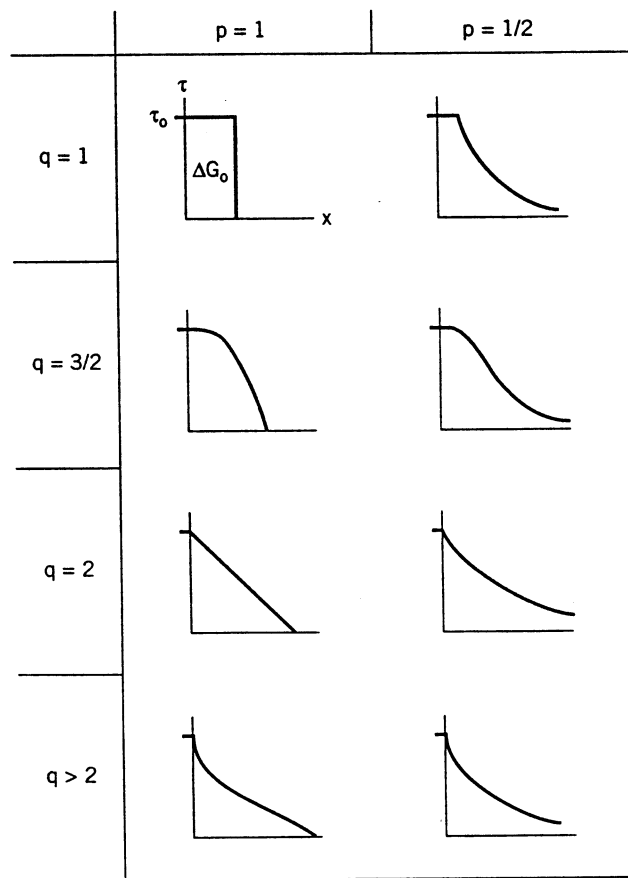 p = 1
p = 1/2
q = 1
τ
τₒ
ΔGₒ
x
q = 3/2
q = 2
q > 2